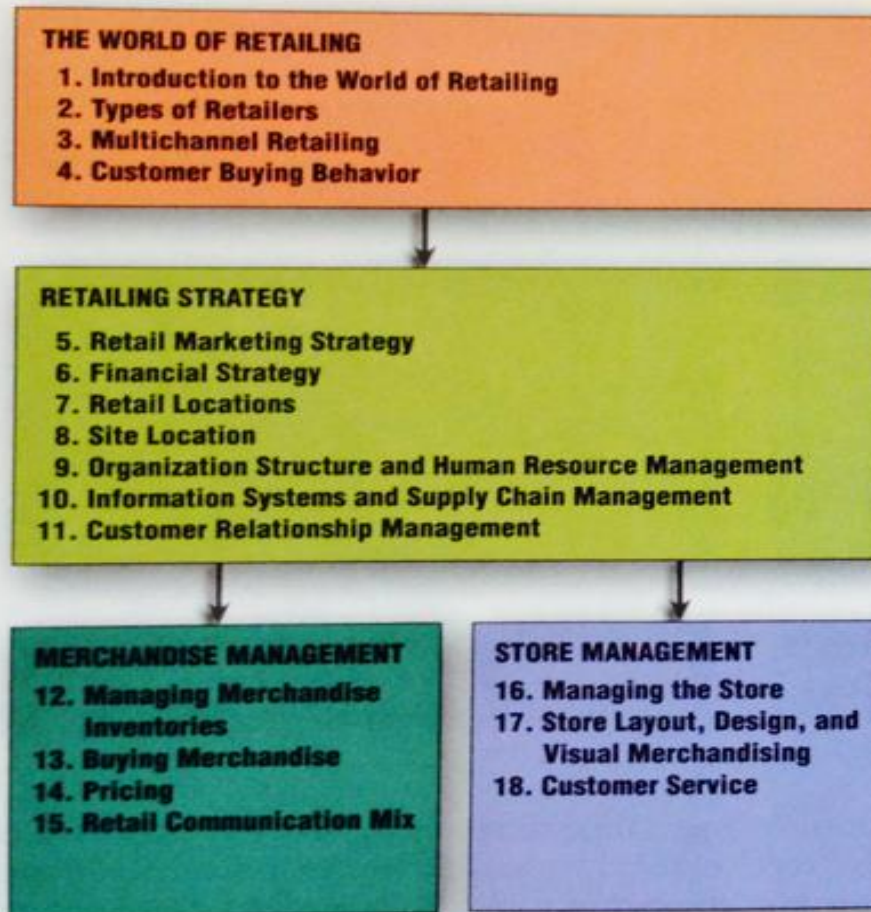 THE WORLD OF RETAILING
1. Introduction to the World of Retailing
2. Types of Retailers
3. Multichannel Retailing
4. Customer Buying Behavior
RETAILING STRATEGY
5. Retail Marketing Strategy
6. Financial Strategy
7. Retail Locations
8. Site Location
9. Organization Structure and Human Resource Management
10. Information Systems and Supply Chain Management
11. Customer Relationship Management
MERCHANDISE MANAGEMENT
12. Managing Merchandise
Inventories
13. Buying Merchandise
14. Pricing
15. Retail Communication Mix
STORE MANAGEMENT
16. Managing the Store
17. Store Layout, Design, and
Visual Merchandising
18. Customer Service